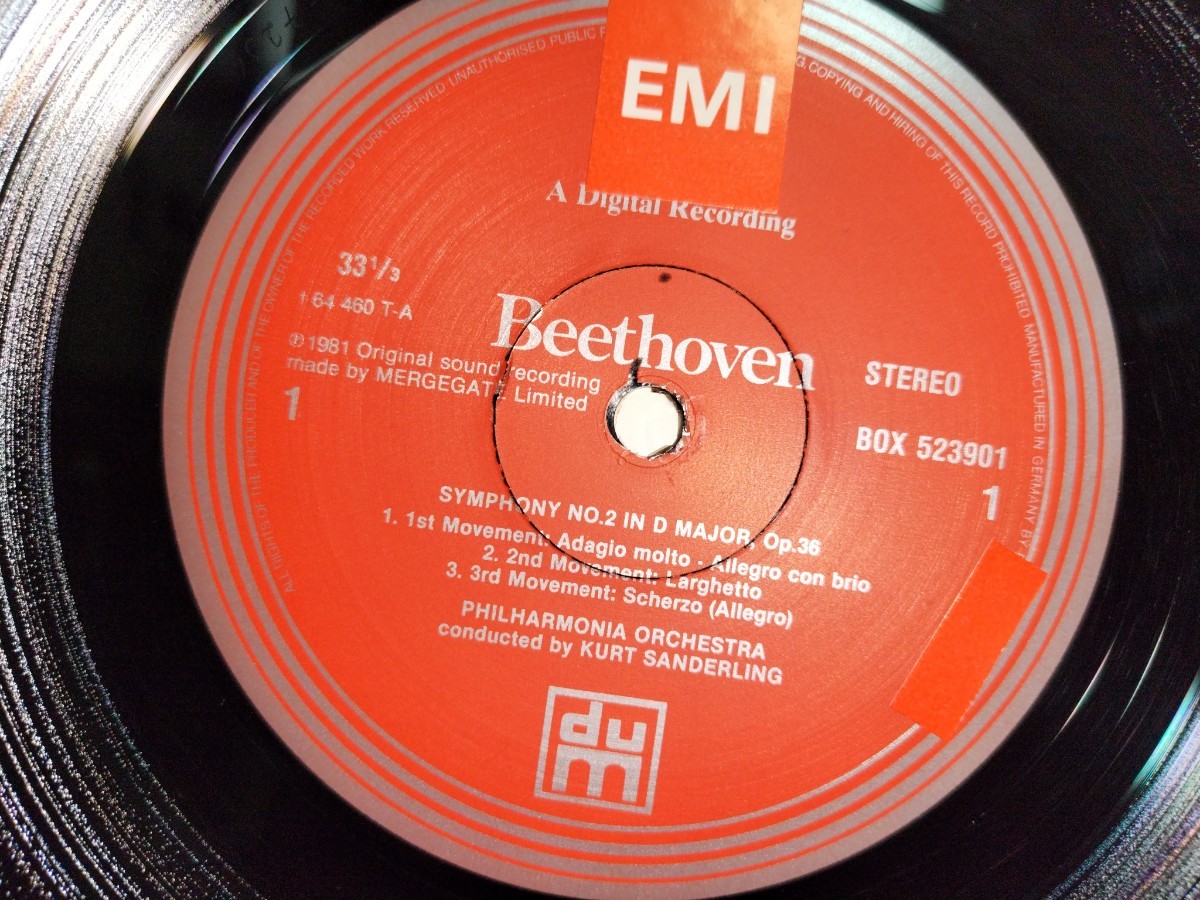 EMI
A Digital Recording
33 1/3
† 64 460 T-A
℗ 1981 Original sound recording
made by MERGEGATE Limited
1
Beethoven
STEREO
BOX 523901
1
SYMPHONY NO.2 IN D MAJOR, Op.36
1. 1st Movement: Adagio molto - Allegro con brio
2. 2nd Movement: Larghetto
3. 3rd Movement: Scherzo (Allegro)
PHILHARMONIA ORCHESTRA
conducted by KURT SANDERLING
dum
ALL RIGHTS OF THE PRODUCER AND OF THE OWNER OF THE RECORDED WORK RESERVED UNAUTHORISED PUBLIC COPYING AND HIRING OF THIS RECORD PROHIBITED MANUFACTURED IN GERMANY BY